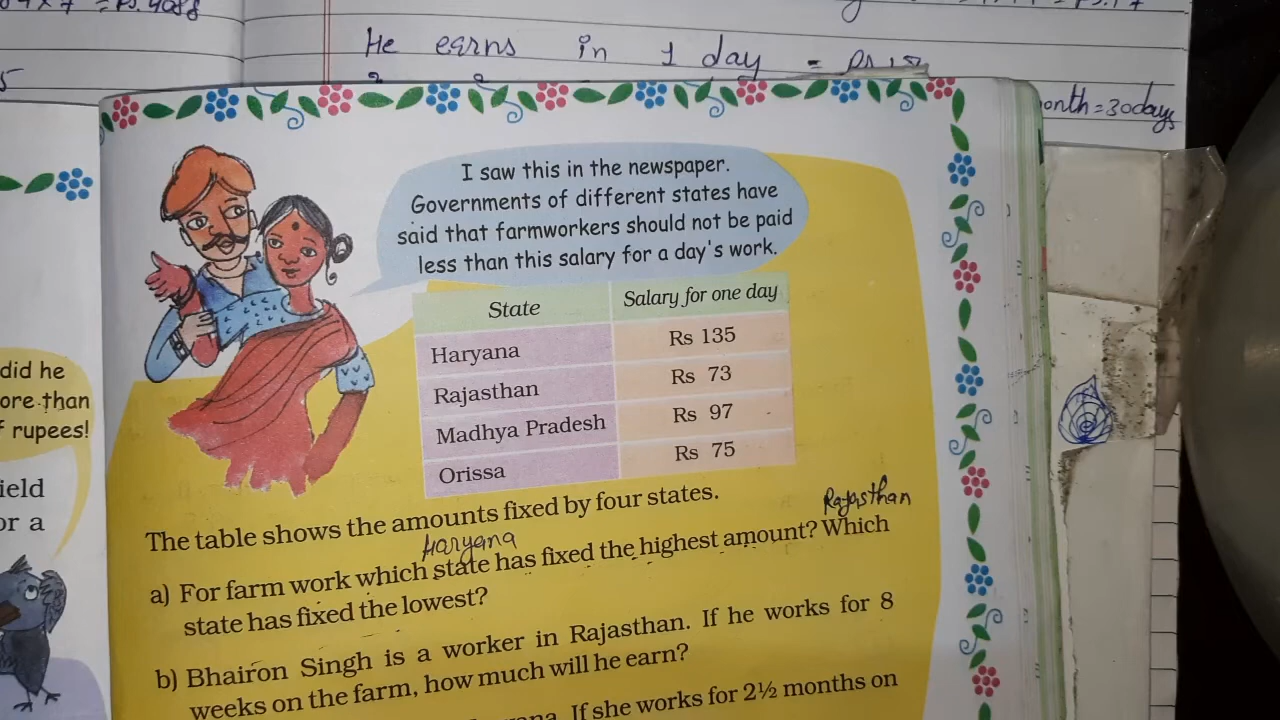 He earns in 1 day = Rs
5
month = 30 days
I saw this in the newspaper.
Governments of different states have
said that farmworkers should not be paid
less than this salary for a day's work.
State Salary for one day
Haryana Rs 135
Rajasthan Rs 73
Madhya Pradesh Rs 97
Orissa Rs 75
did he
ore than
f rupees!
ield
or a
The table shows the amounts fixed by four states.
Haryana
Rajasthan
a) For farm work which state has fixed the highest amount? Which
state has fixed the lowest?
b) Bhairon Singh is a worker in Rajasthan. If he works for 8
weeks on the farm, how much will he earn?
If she works for 2½ months on